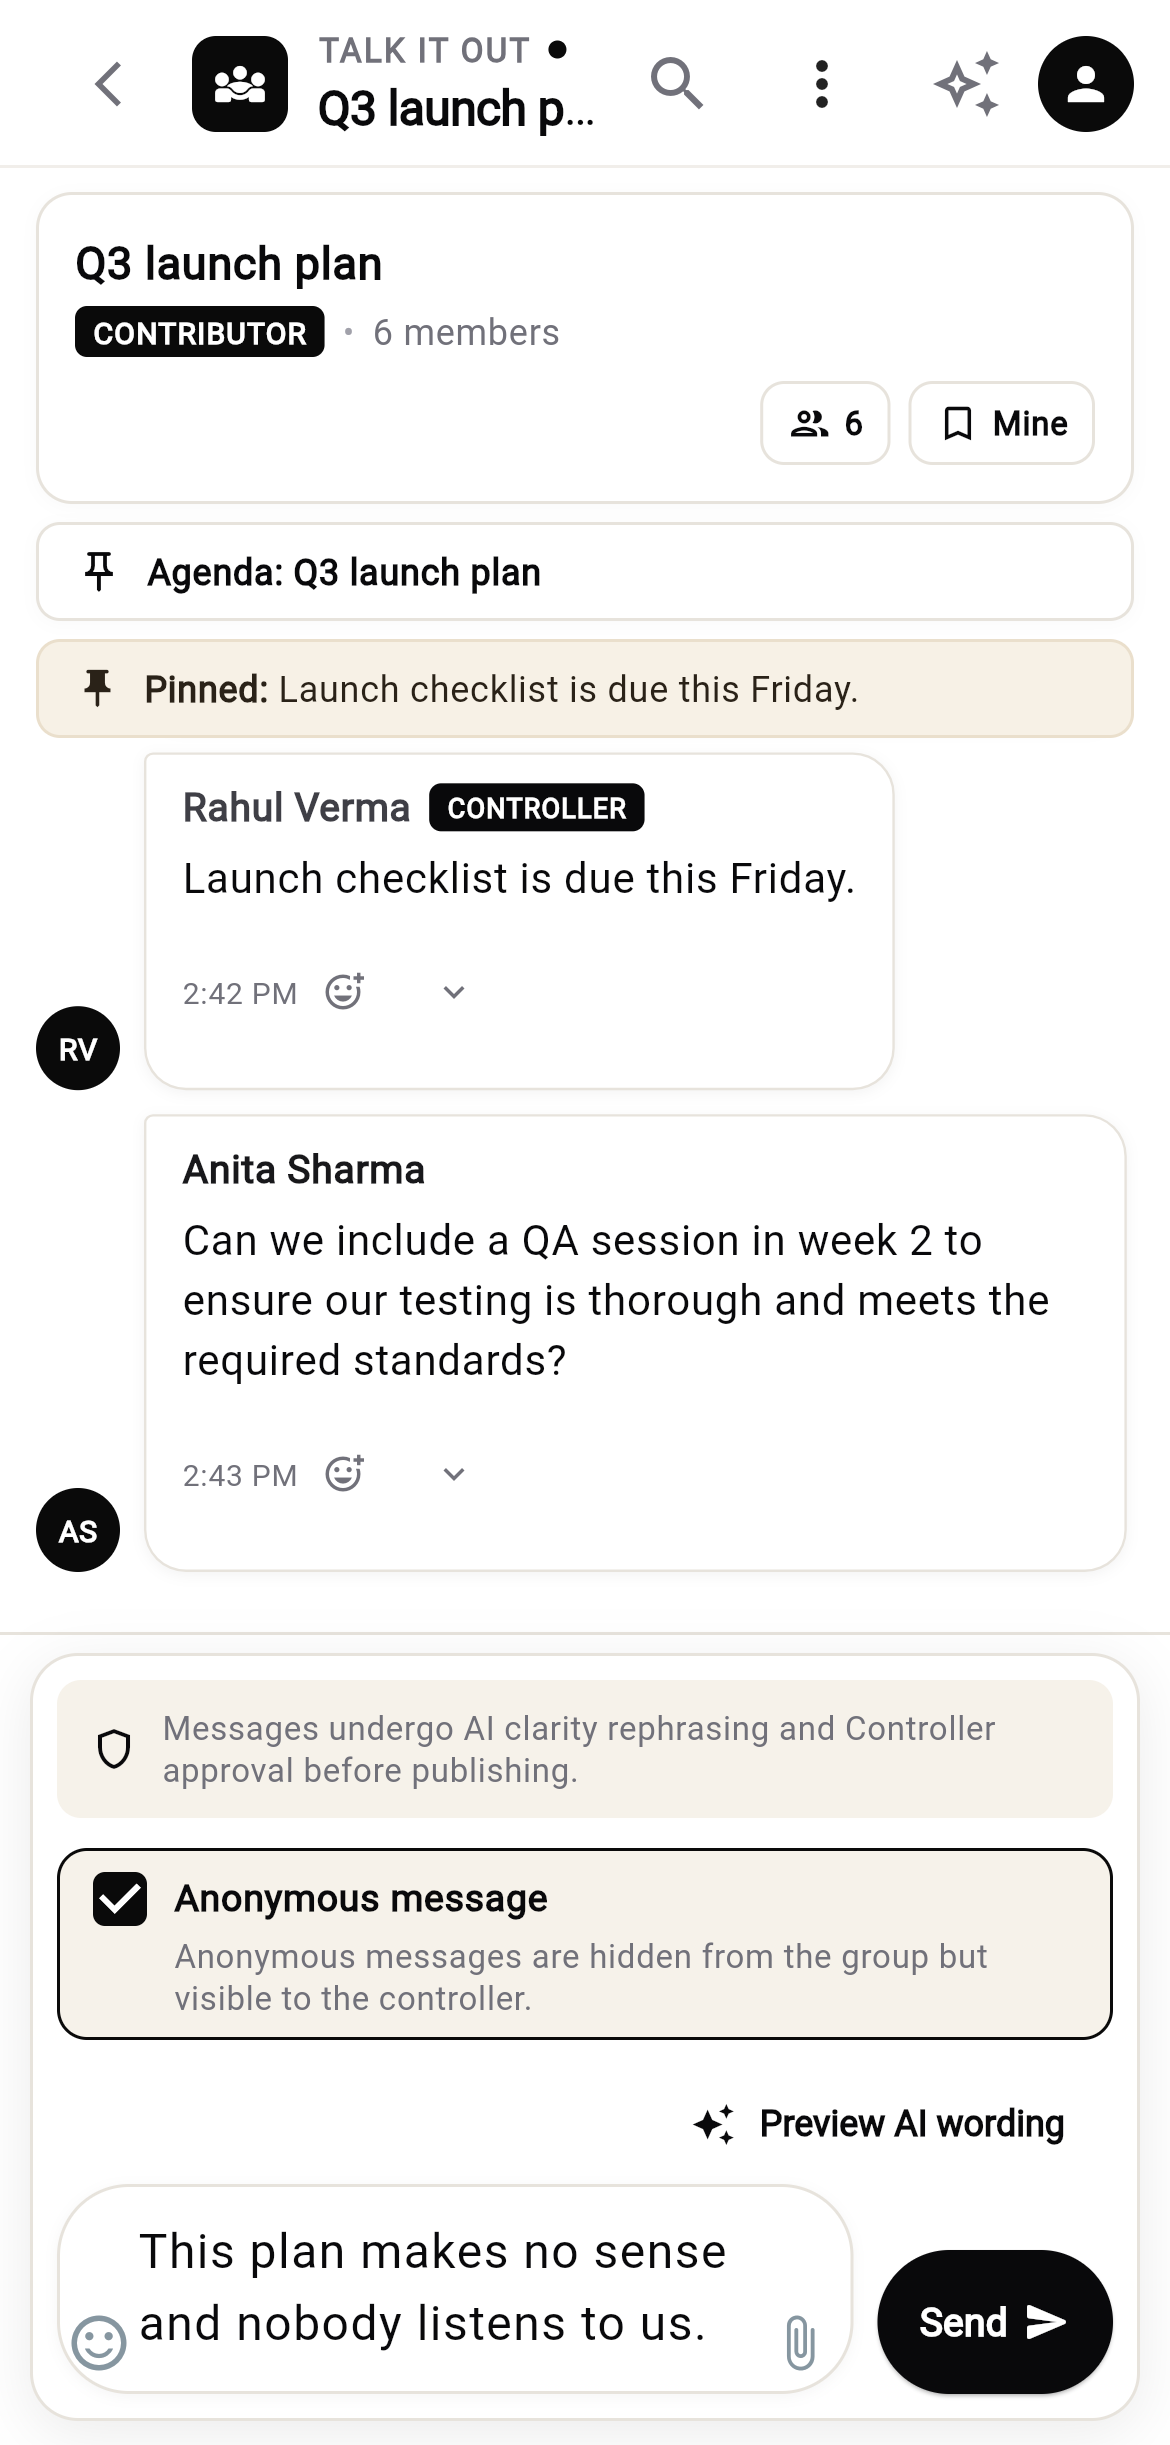 TALK IT OUT
Q3 launch p...
Q3 launch plan
CONTRIBUTOR • 6 members
6 Mine
Agenda: Q3 launch plan
Pinned: Launch checklist is due this Friday.
Rahul Verma CONTROLLER
Launch checklist is due this Friday.
2:42 PM
RV
Anita Sharma
Can we include a QA session in week 2 to
ensure our testing is thorough and meets the
required standards?
2:43 PM
AS
Messages undergo AI clarity rephrasing and Controller
approval before publishing.
Anonymous message
Anonymous messages are hidden from the group but
visible to the controller.
Preview AI wording
This plan makes no sense
and nobody listens to us.
Send